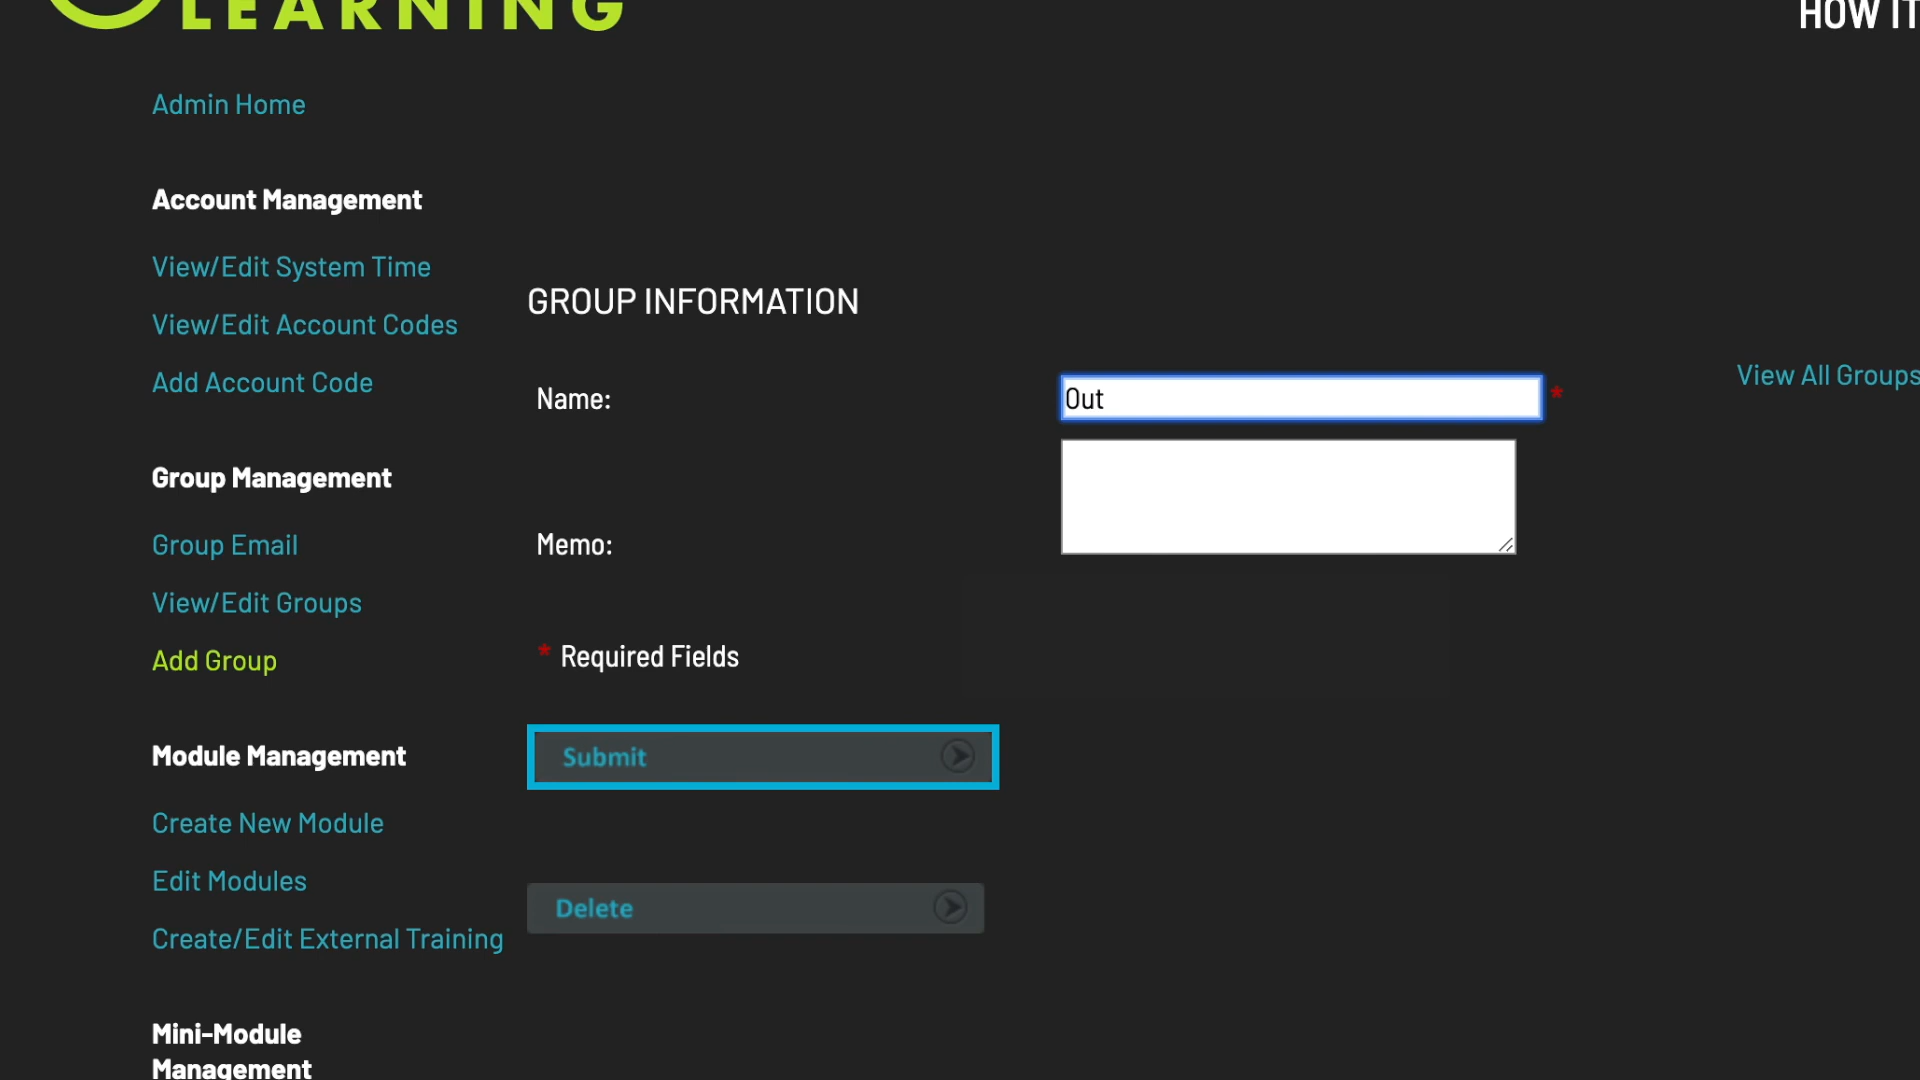 LEARNING
HOW IT
Admin Home
Account Management
View/Edit System Time
View/Edit Account Codes
Add Account Code
Group Management
Group Email
View/Edit Groups
Add Group
Module Management
Create New Module
Edit Modules
Create/Edit External Training
Mini-Module
Management
GROUP INFORMATION
Name:
Out
*
View All Groups
Memo:
* Required Fields
Submit
Delete